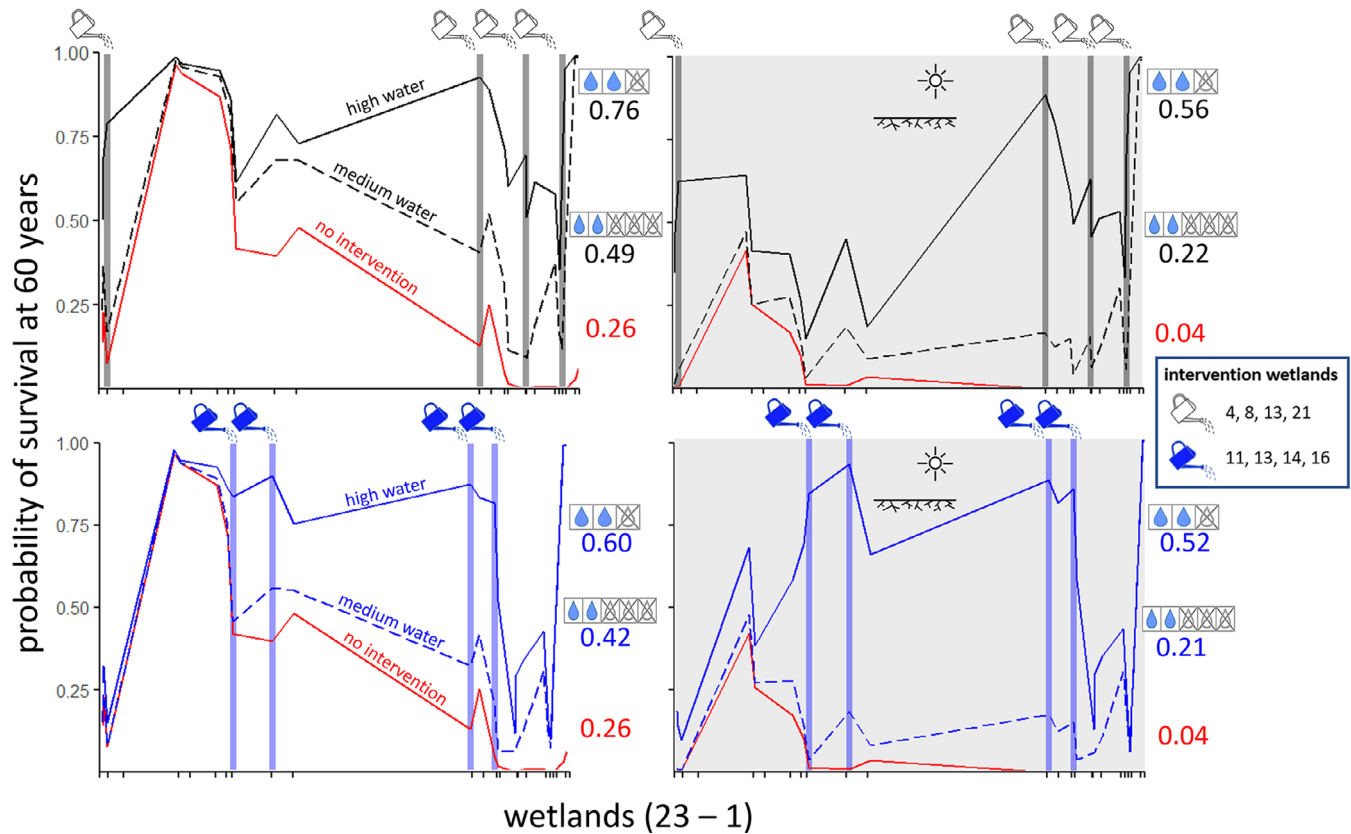 probability of survival at 60 years
1.00
0.75
0.50
0.25
high water
medium water
no intervention
0.76
0.49
0.26
0.56
0.22
0.04
intervention wetlands
4, 8, 13, 21
11, 13, 14, 16
1.00
0.75
0.50
0.25
high water
medium water
no intervention
0.60
0.42
0.26
0.52
0.21
0.04
wetlands (23 – 1)